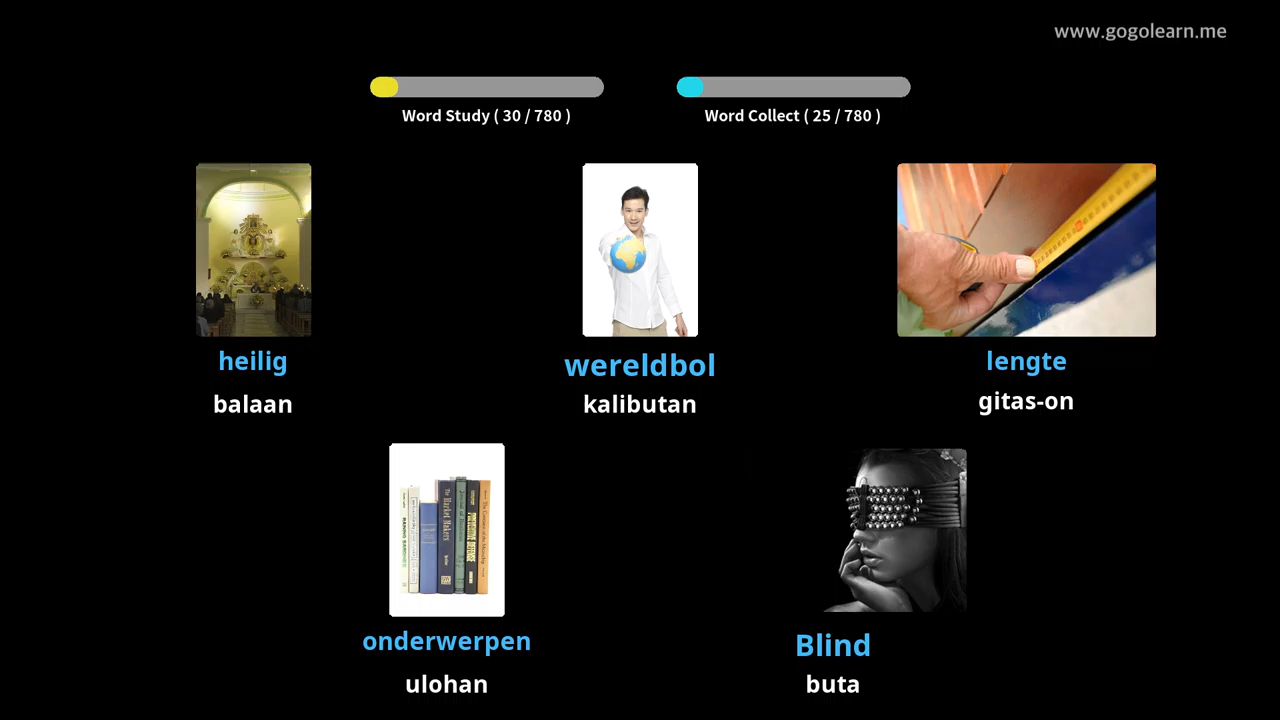 www.gogolearn.me
Word Study ( 30 / 780 )
Word Collect ( 25 / 780 )
heilig
wereldbol
lengte
balaan
kalibutan
gitas-on
onderwerpen
Blind
ulohan
buta